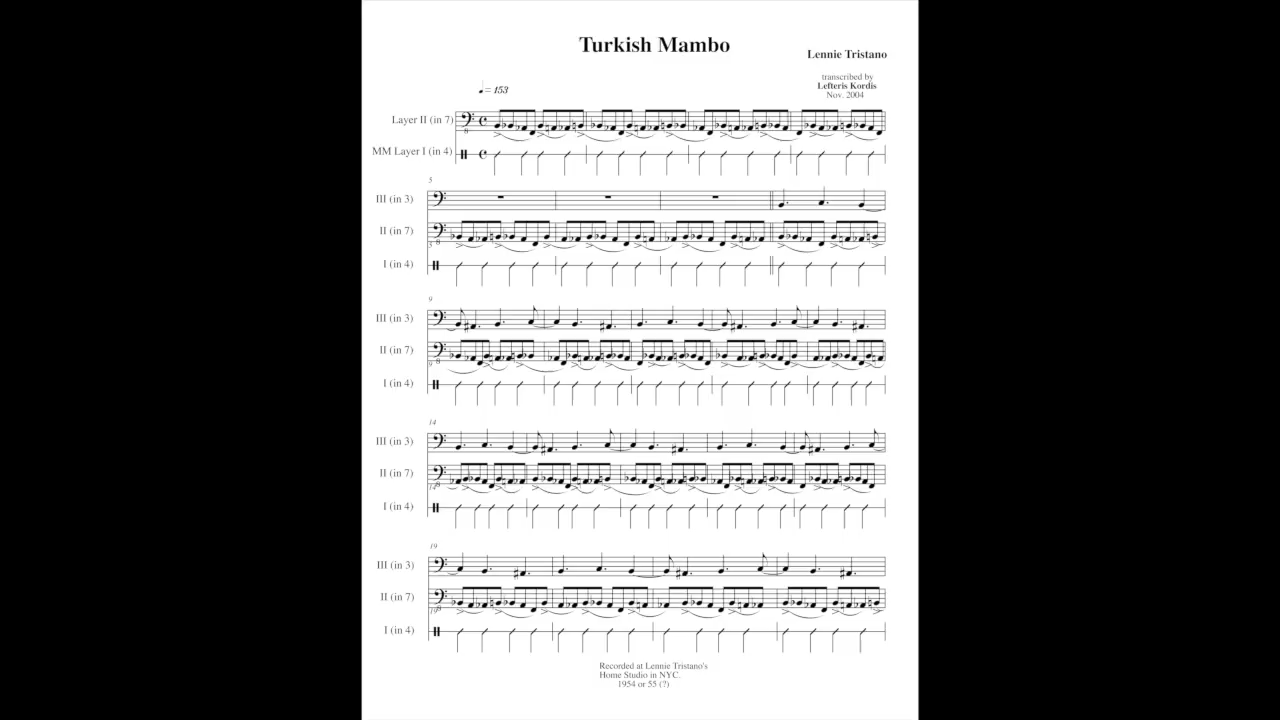 Turkish Mambo
Lennie Tristano
transcribed by
Lefteris Kordis
Nov. 2004
= 153
Layer II (in 7)
MM Layer I (in 4)
5
III (in 3)
II (in 7)
I (in 4)
9
III (in 3)
II (in 7)
I (in 4)
14
III (in 3)
II (in 7)
I (in 4)
19
III (in 3)
II (in 7)
I (in 4)
Recorded at Lennie Tristano's
Home Studio in NYC.
1954 or 55 (?)